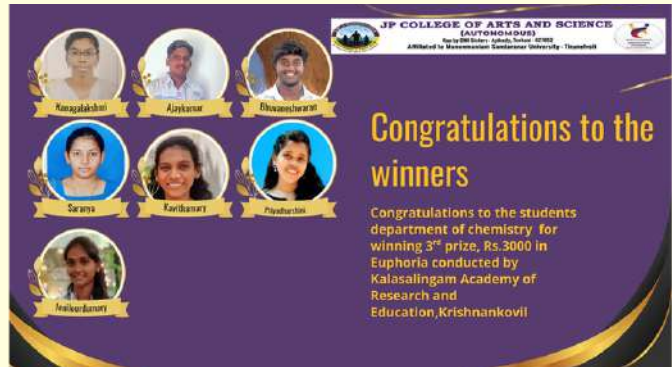 JP COLLEGE OF ARTS AND SCIENCE
(AUTONOMOUS)
Affiliated to Manonmaniam Sundaranar University - Tirunelveli
Kanagalakshmi
Ajaykumar
Bhuvaneshwaran
Saranya
Kavithamary
Priyadharshini
Congratulations to the
winners
Congratulations to the students
department of chemistry for
winning 3rd prize, Rs.3000 in
Euphoria conducted by
Kalasalingam Academy of
Research and
Education,Krishnankovil